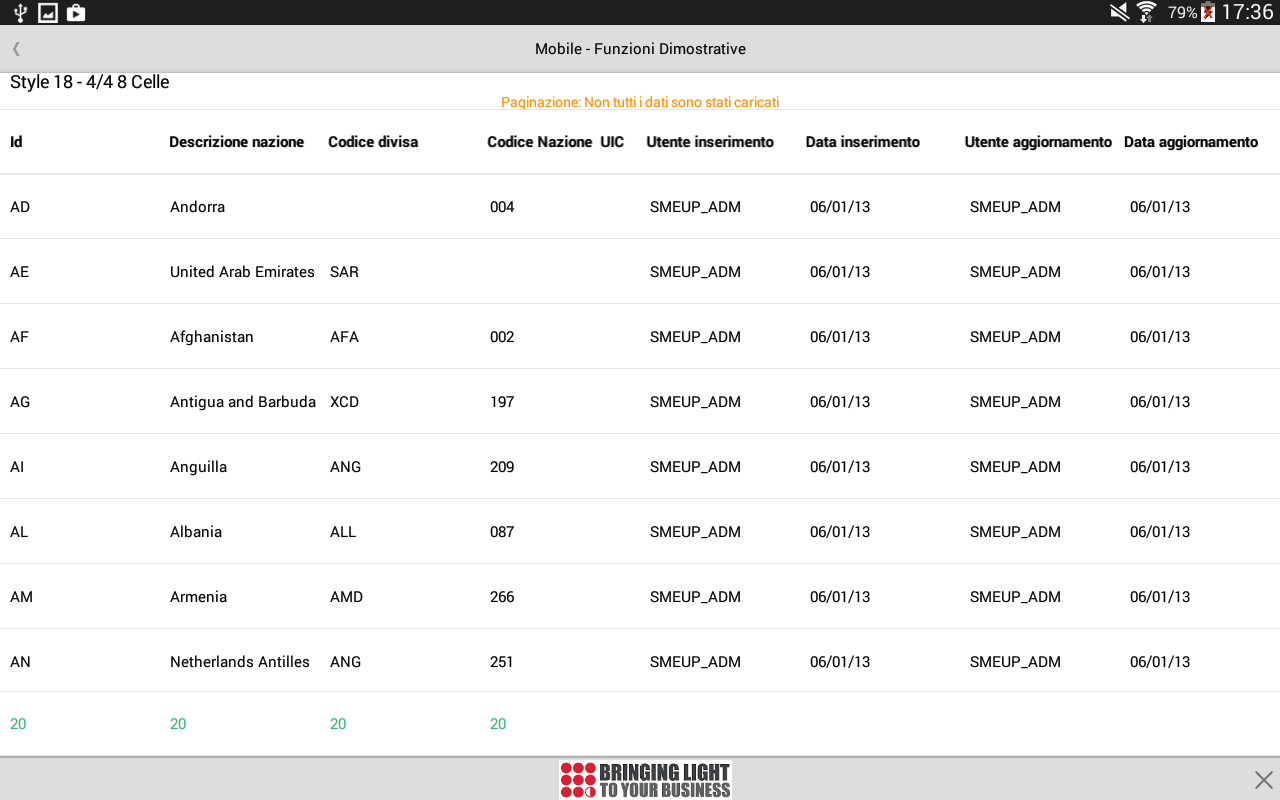 79% 17:36
Mobile - Funzioni Dimostrative
Style 18 - 4/4 8 Celle
Paginazione: Non tutti i dati sono stati caricati
Id Descrizione nazione Codice divisa Codice Nazione UIC Utente inserimento Data inserimento Utente aggiornamento Data aggiornamento
AD Andorra 004 SMEUP_ADM 06/01/13 SMEUP_ADM 06/01/13
AE United Arab Emirates SAR SMEUP_ADM 06/01/13 SMEUP_ADM 06/01/13
AF Afghanistan AFA 002 SMEUP_ADM 06/01/13 SMEUP_ADM 06/01/13
AG Antigua and Barbuda XCD 197 SMEUP_ADM 06/01/13 SMEUP_ADM 06/01/13
AI Anguilla ANG 209 SMEUP_ADM 06/01/13 SMEUP_ADM 06/01/13
AL Albania ALL 087 SMEUP_ADM 06/01/13 SMEUP_ADM 06/01/13
AM Armenia AMD 266 SMEUP_ADM 06/01/13 SMEUP_ADM 06/01/13
AN Netherlands Antilles ANG 251 SMEUP_ADM 06/01/13 SMEUP_ADM 06/01/13
20 20 20 20
BRINGING LIGHT
TO YOUR BUSINESS